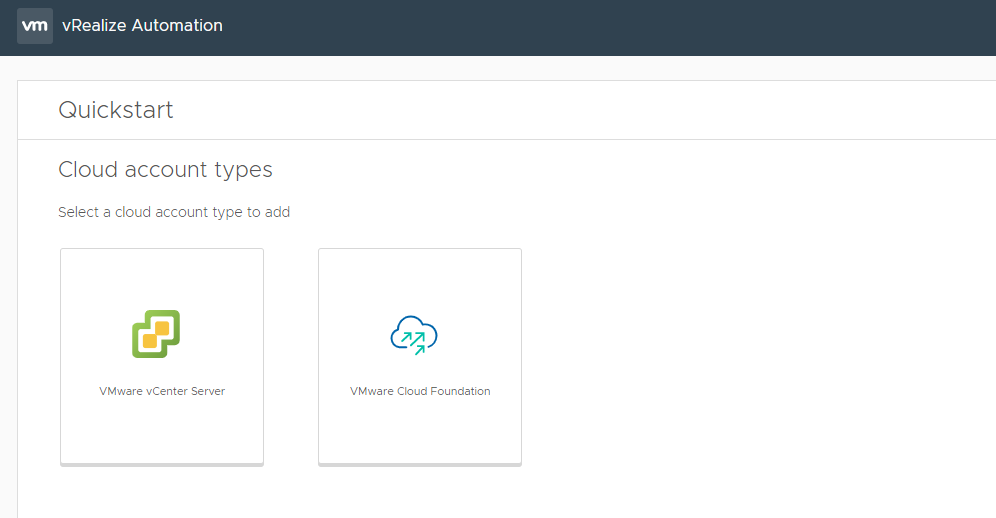 vm vRealize Automation
Quickstart
Cloud account types
Select a cloud account type to add
VMware vCenter Server
VMware Cloud Foundation